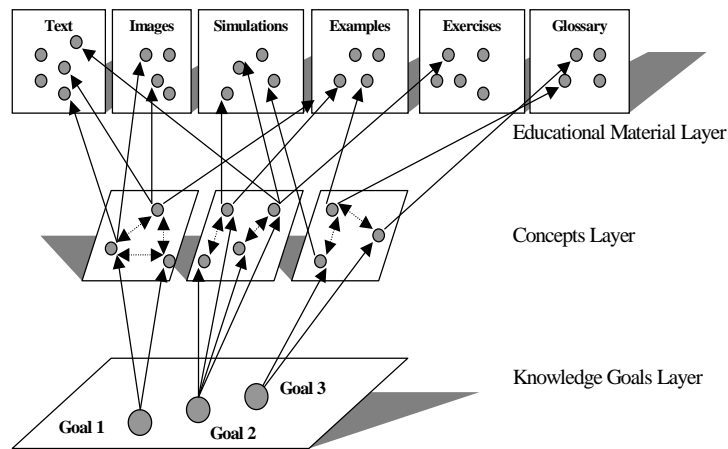 Text
Images
Simulations
Examples
Exercises
Glossary
Educational Material Layer
Concepts Layer
Knowledge Goals Layer
Goal 3
Goal 1
Goal 2